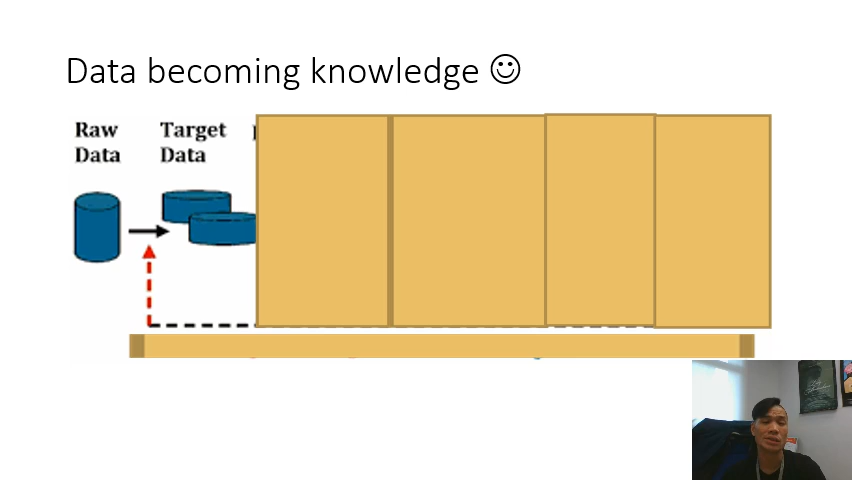 Data becoming knowledge ☺
Raw
Data
Target
Data